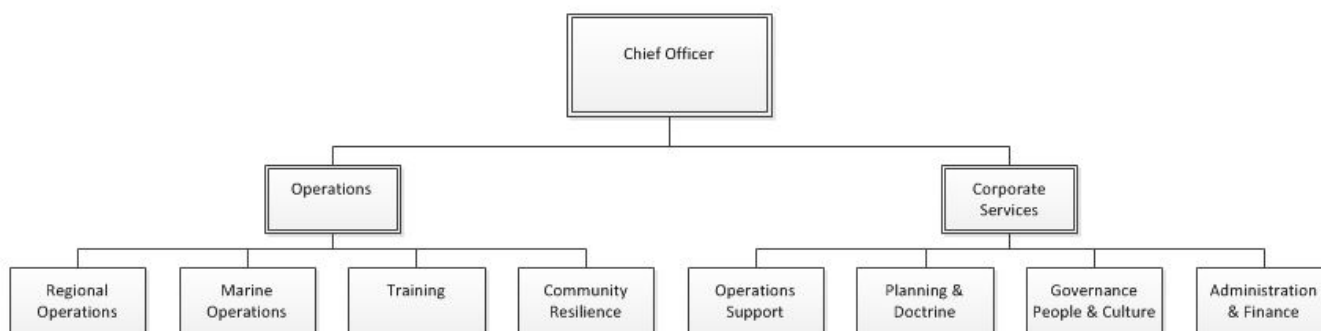 Chief Officer
Operations
Corporate
Services
Regional
Operations
Marine
Operations
Training
Community
Resilience
Operations
Support
Planning &
Doctrine
Governance
People & Culture
Administration
& Finance